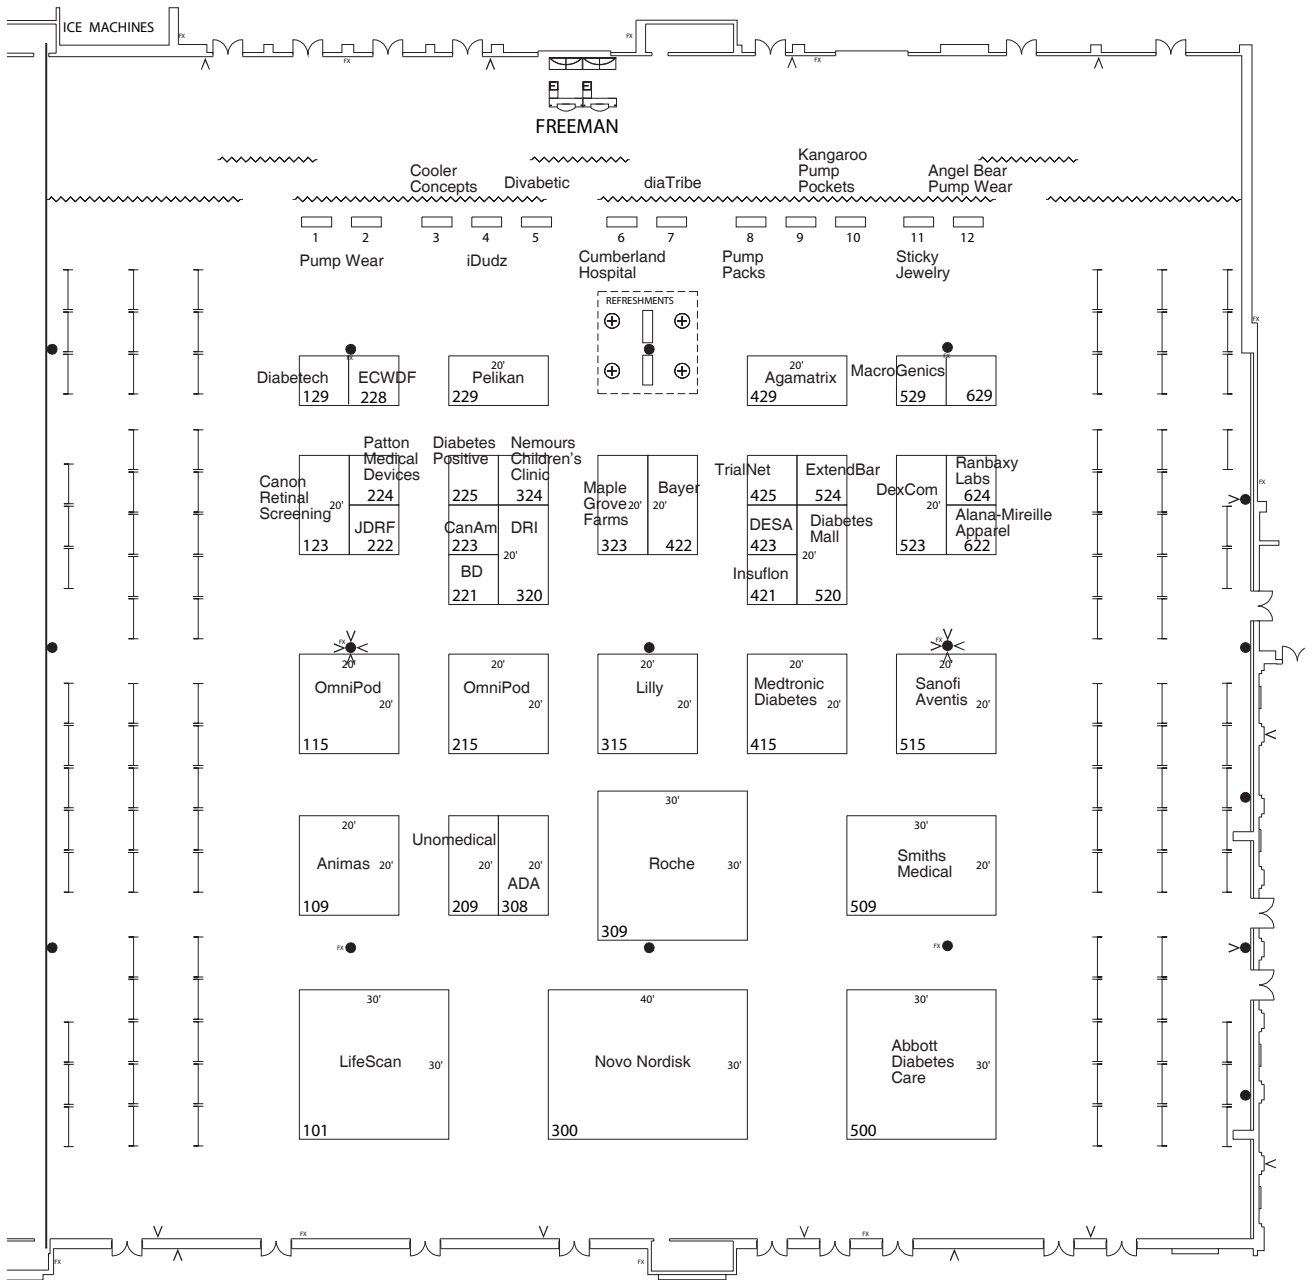 ICE MACHINES
FX
FX
FX
FX
FREEMAN
Cooler
Concepts
Divabetic
diaTribe
Kangaroo
Pump
Pockets
Angel Bear
Pump Wear
1
2
3
4
5
6
7
8
9
10
11
12
Pump Wear
iDudz
Cumberland
Hospital
Pump
Packs
Sticky
Jewelry
REFRESHMENTS
FX
FX
FX
Diabetech
129
ECWDF
228
20'
Pelikan
229
20'
Agamatrix
429
MacroGenics
529
629
Canon
Retinal
Screening
20'
123
Patton
Medical
Devices
224
JDRF
222
Diabetes
Positive
225
Nemours
Children's
Clinic
324
CanAm
223
DRI
20'
BD
221
320
Maple
Grove
Farms
20'
323
Bayer
20'
422
TrialNet
425
ExtendBar
524
DESA
423
Diabetes
Mall
20'
Insuflon
421
520
DexCom
20'
523
Ranbaxy
Labs
624
Alana-Mireille
Apparel
622
FX
FX
FX
20'
OmniPod
20'
115
20'
OmniPod
20'
215
20'
Lilly
20'
315
20'
Medtronic
Diabetes
20'
415
20'
Sanofi
Aventis
20'
515
20'
Animas
20'
109
Unomedical
20'
209
20'
ADA
308
30'
Roche
30'
309
30'
Smiths
Medical
20'
509
FX
FX
30'
LifeScan
30'
101
40'
Novo Nordisk
30'
300
30'
Abbott
Diabetes
Care
30'
500
FX
FX
FX
FX